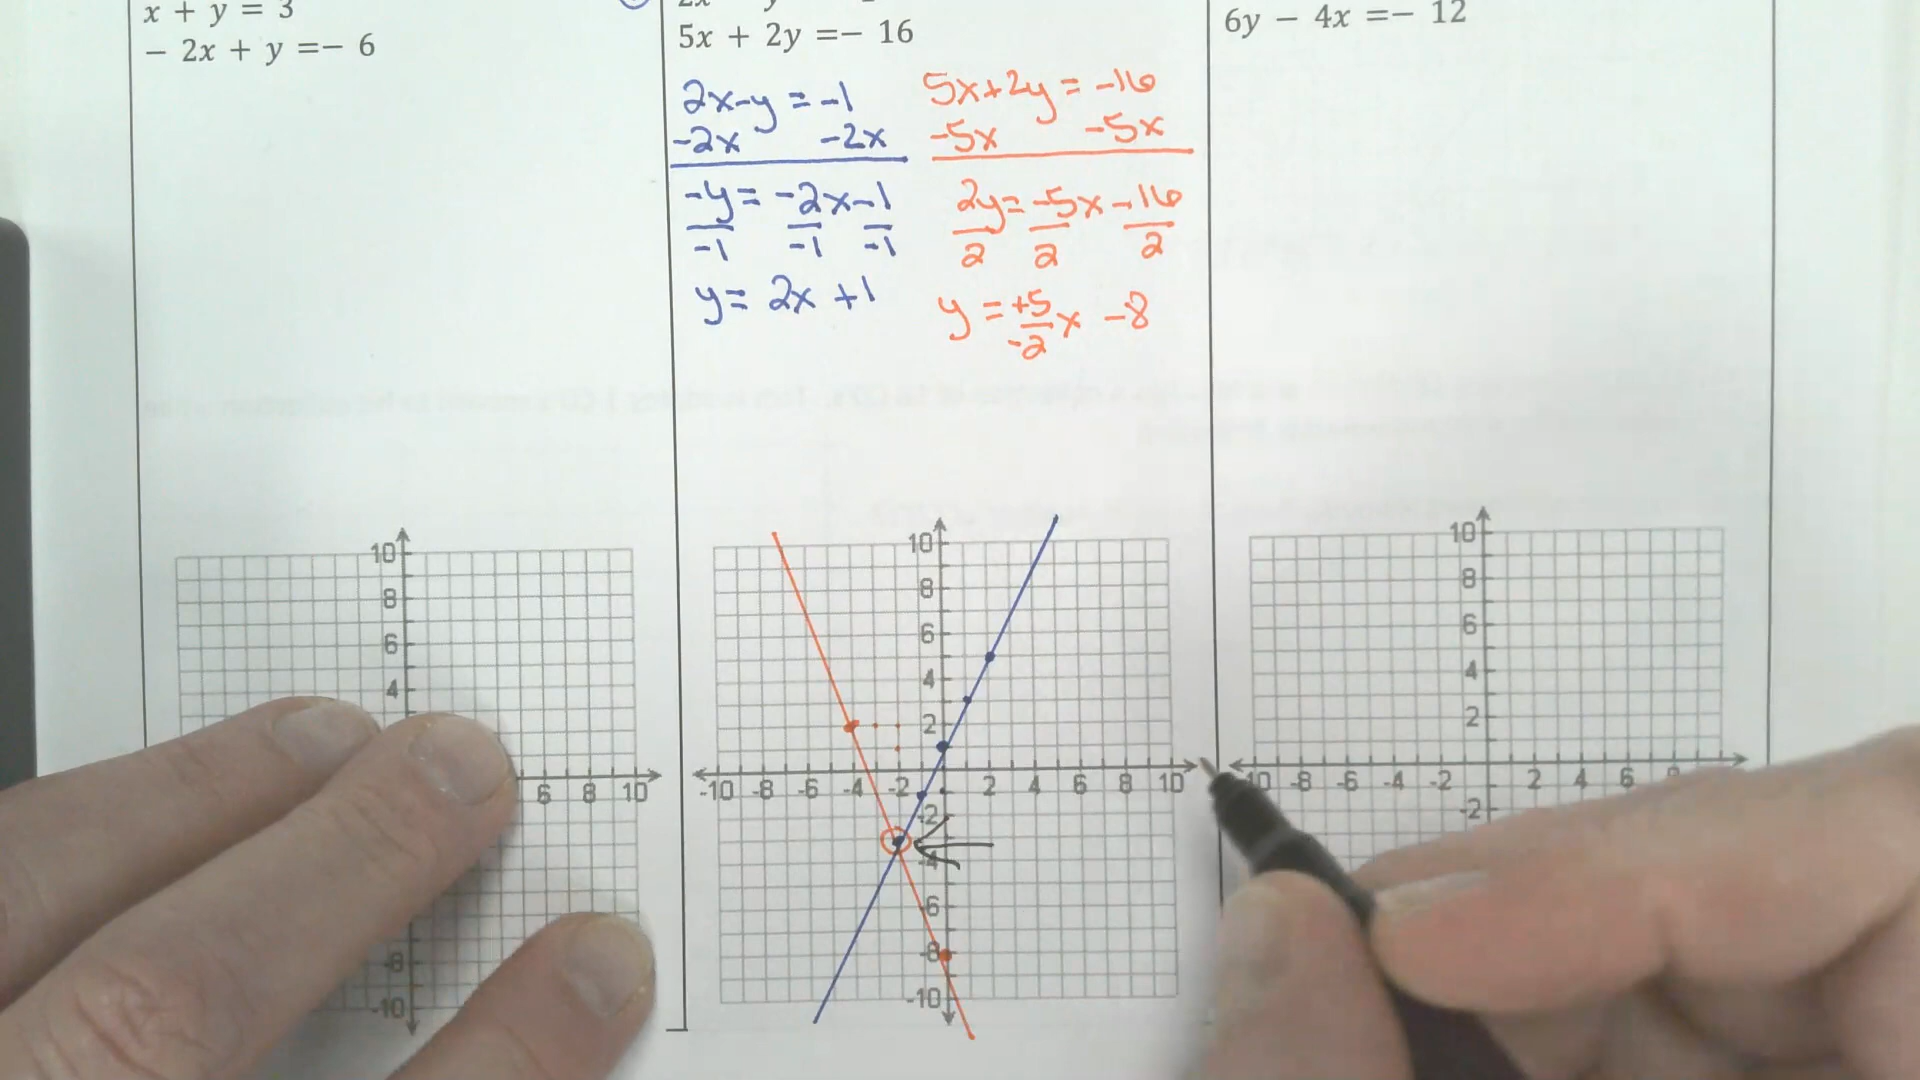 x + y = 3
− 2x + y =− 6
5x + 2y =− 16
6y − 4x =− 12
2x-y = -1
-2x -2x
-y = -2x-1
-1 -1 -1
y= 2x +1
5x+2y = -16
-5x -5x
2y= -5x -16
2 2 2
y = +5/-2 x -8
10
8
6
4
6 8 10
-8
-10
10
8
6
4
2
-10 -8 -6 -4 -2 2 4 6 8 10
-2
-4
-6
-8
-10
10
8
6
4
2
-10 -8 -6 -4 -2 2 4 6 8
-2